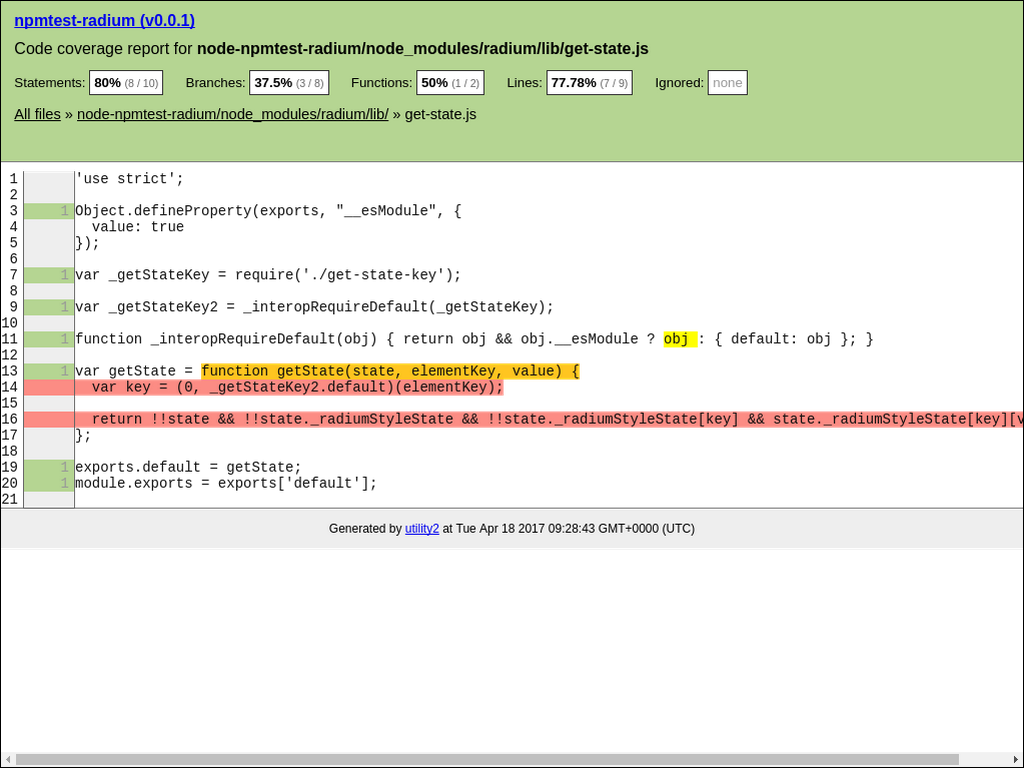 npmtest-radium (v0.0.1)
Code coverage report for node-npmtest-radium/node_modules/radium/lib/get-state.js
Statements: 80% (8 / 10) Branches: 37.5% (3 / 8) Functions: 50% (1 / 2) Lines: 77.78% (7 / 9) Ignored: none
All files » node-npmtest-radium/node_modules/radium/lib/ » get-state.js
1 'use strict';
2
3 1 Object.defineProperty(exports, "__esModule", {
4 value: true
5 });
6
7 1 var _getStateKey = require('./get-state-key');
8
9 1 var _getStateKey2 = _interopRequireDefault(_getStateKey);
10
11 1 function _interopRequireDefault(obj) { return obj && obj.__esModule ? obj : { default: obj }; }
12
13 1 var getState = function getState(state, elementKey, value) {
14 var key = (0, _getStateKey2.default)(elementKey);
15
16 return !!state && !!state._radiumStyleState && !!state._radiumStyleState[key] && state._radiumStyleState[key][v
17 };
18
19 1 exports.default = getState;
20 1 module.exports = exports['default'];
21
Generated by utility2 at Tue Apr 18 2017 09:28:43 GMT+0000 (UTC)